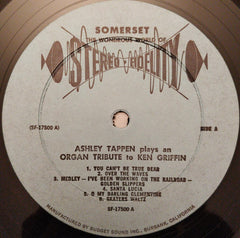 SOMERSET
THE WONDEROUS WORLD OF
STEREO-FIDELITY
(SF-17500 A)
SIDE A
ASHLEY TAPPEN plays an
ORGAN TRIBUTE to KEN GRIFFIN
1. YOU CAN'T BE TRUE DEAR
2. OVER THE WAVES
3. MEDLEY - I'VE BEEN WORKING ON THE RAILROAD -
GOLDEN SLIPPERS
4. SANTA LUCIA
5. O MY DARLING CLEMENTINE
6. SKATERS WALTZ
SF-17500 A
MANUFACTURED BY BUDGET SOUND INC., BURBANK, CALIFORNIA